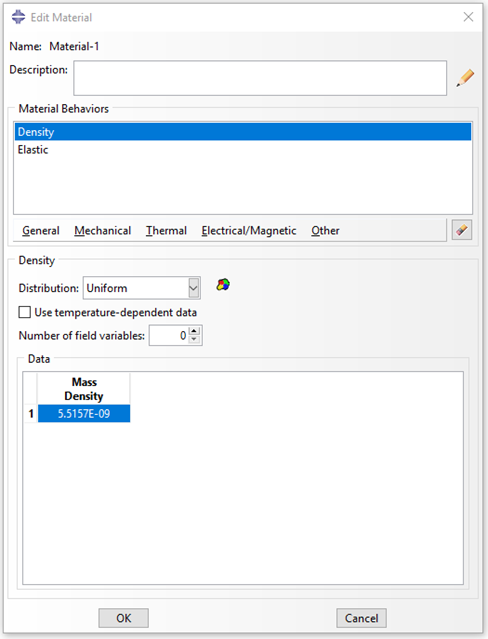 Edit Material
Name: Material-1
Description:
Material Behaviors
Density
Elastic
General Mechanical Thermal Electrical/Magnetic Other
Density
Distribution: Uniform
Use temperature-dependent data
Number of field variables: 0
Data
Mass
Density
1 5.5157E-09
OK Cancel